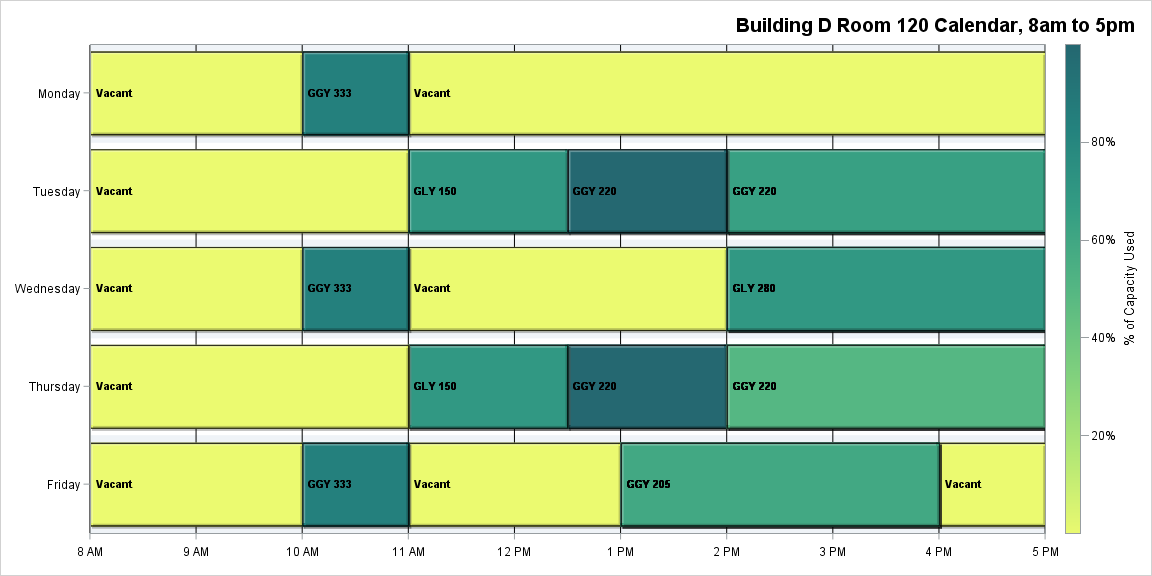 Building D Room 120 Calendar, 8am to 5pm
Monday
Vacant
GGY 333
Vacant
Tuesday
Vacant
GLY 150
GGY 220
GGY 220
Wednesday
Vacant
GGY 333
Vacant
GLY 280
Thursday
Vacant
GLY 150
GGY 220
GGY 220
Friday
Vacant
GGY 333
Vacant
GGY 205
Vacant
8 AM
9 AM
10 AM
11 AM
12 PM
1 PM
2 PM
3 PM
4 PM
5 PM
80%
60%
40%
20%
% of Capacity Used